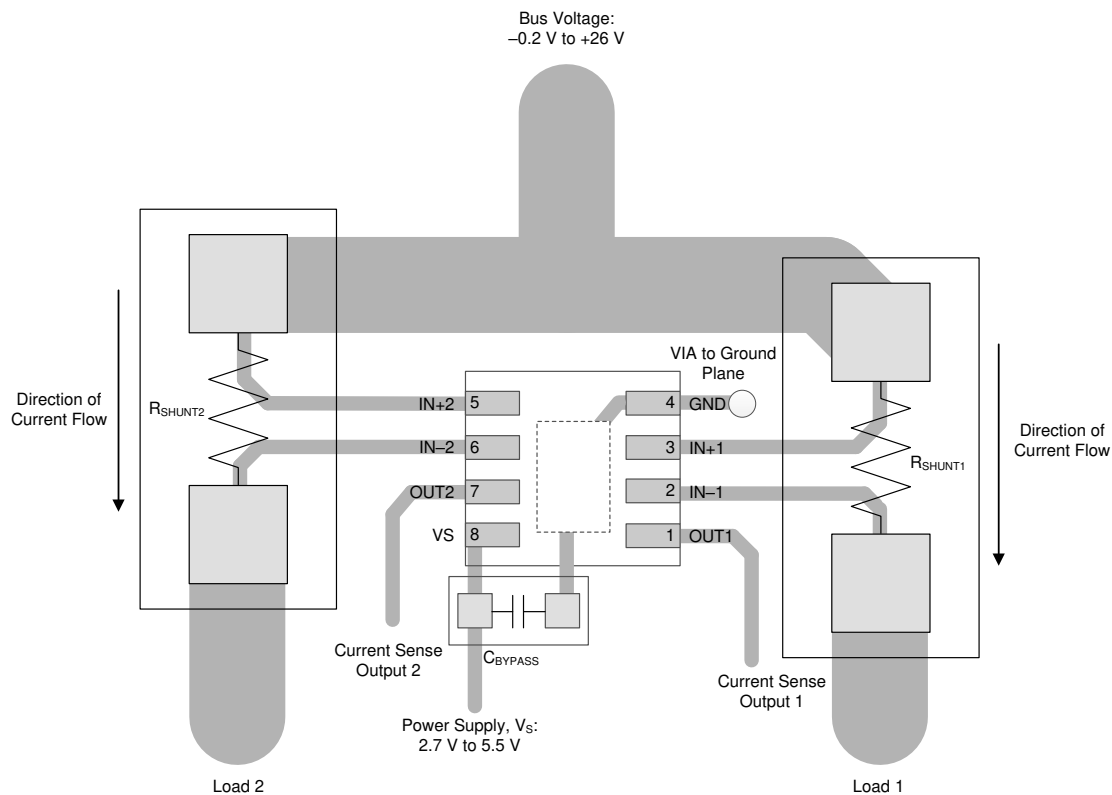 Bus Voltage:
–0.2 V to +26 V
VIA to Ground
Plane
Direction of
Current Flow
RSHUNT2
IN+2
5
4
GND
IN–2
6
3
IN+1
OUT2
7
2
IN–1
VS
8
1
OUT1
RSHUNT1
Direction of
Current Flow
Current Sense
Output 2
CBYPASS
Current Sense
Output 1
Power Supply, VS:
2.7 V to 5.5 V
Load 2
Load 1